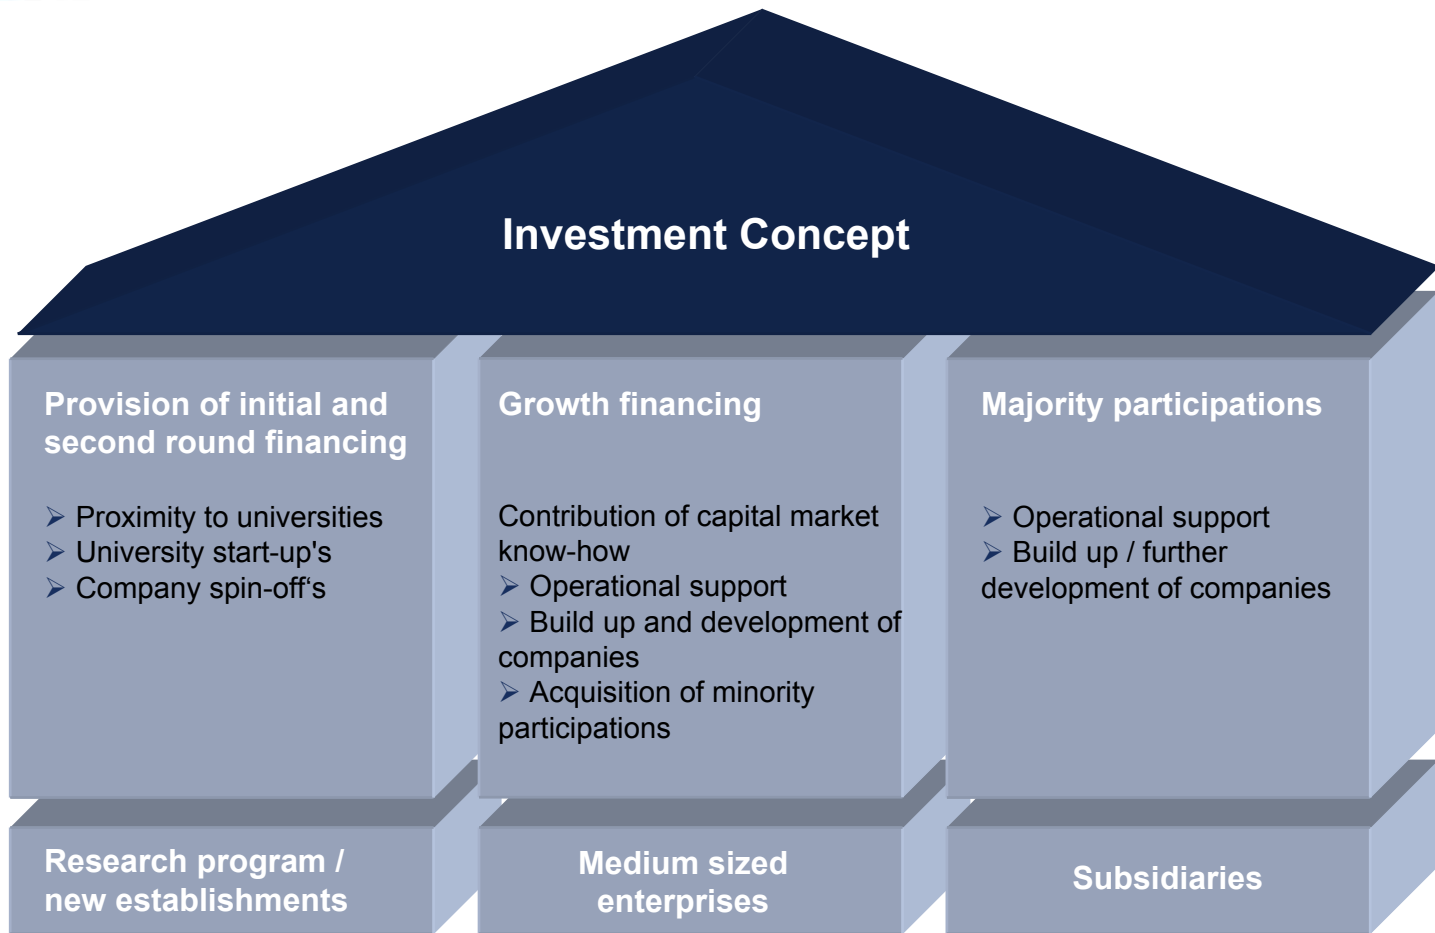 Investment Concept
Provision of initial and
second round financing
➢ Proximity to universities
➢ University start-up's
➢ Company spin-off‘s
Growth financing
Contribution of capital market
know-how
➢ Operational support
➢ Build up and development of
companies
➢ Acquisition of minority
participations
Majority participations
➢ Operational support
➢ Build up / further
development of companies
Research program /
new establishments
Medium sized
enterprises
Subsidiaries